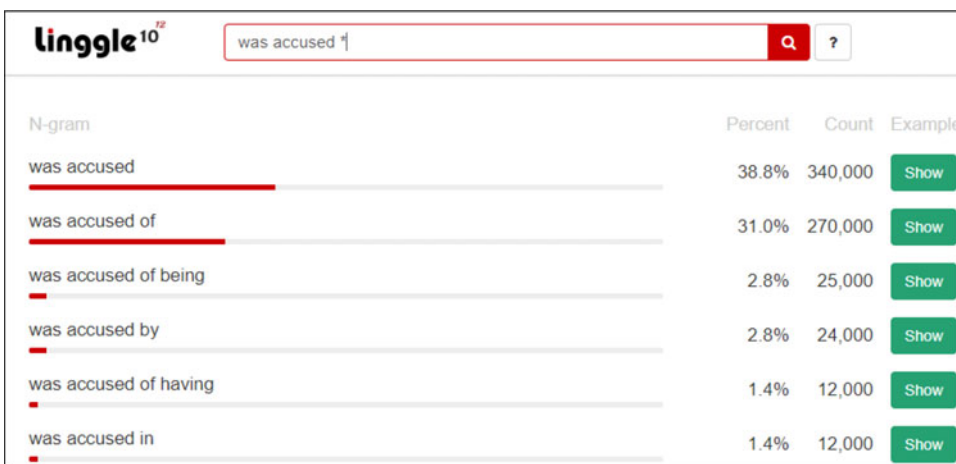 Linggle 10 12
was accused *
?
N-gram Percent Count Example
was accused 38.8% 340,000 Show
was accused of 31.0% 270,000 Show
was accused of being 2.8% 25,000 Show
was accused by 2.8% 24,000 Show
was accused of having 1.4% 12,000 Show
was accused in 1.4% 12,000 Show